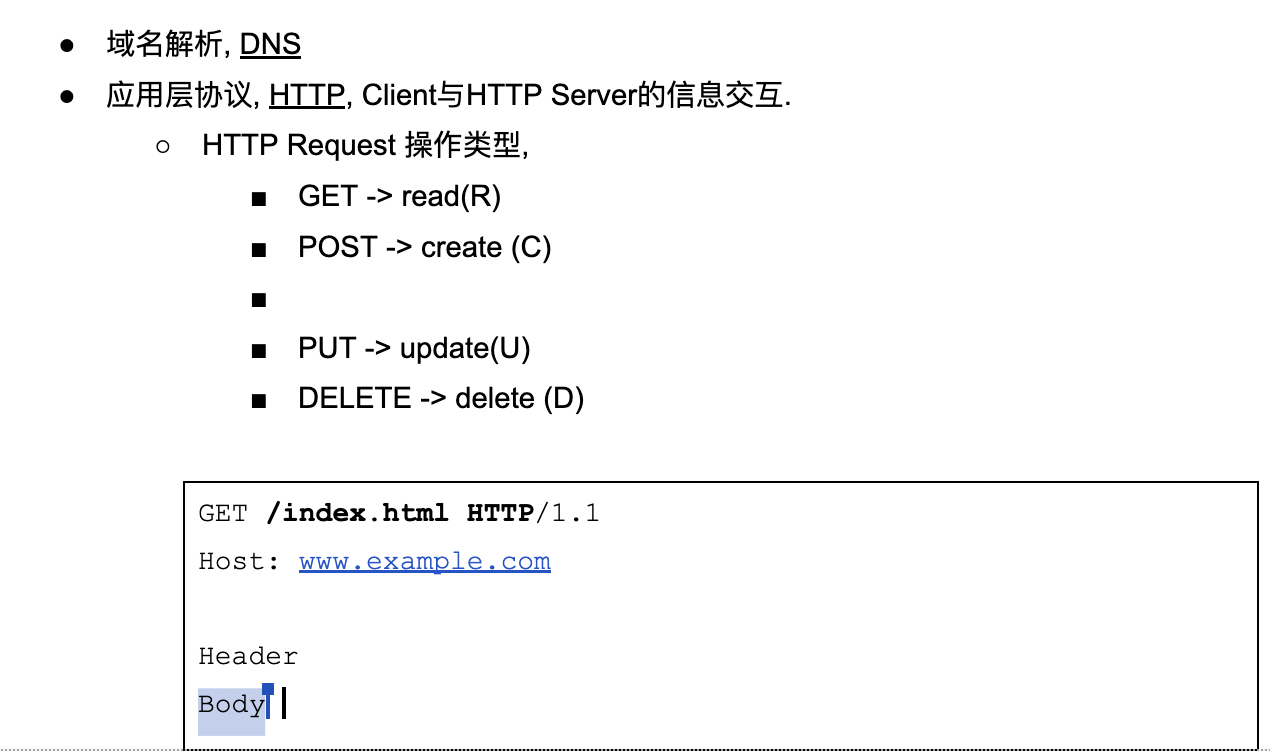 域名解析, DNS
应用层协议, HTTP, Client与HTTP Server的信息交互.
HTTP Request 操作类型,
GET -> read(R)
POST -> create (C)
PUT -> update(U)
DELETE -> delete (D)
GET /index.html HTTP/1.1
Host: www.example.com
Header
Body